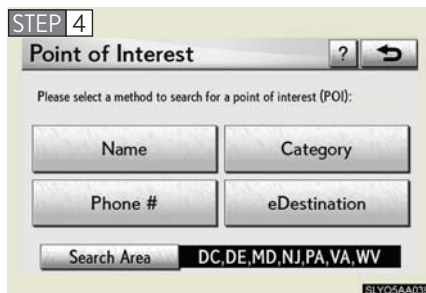 STEP 4
Point of Interest ?
Please select a method to search for a point of interest (POI):
Name Category
Phone # eDestination
Search Area DC,DE,MD,NJ,PA,VA,WV
SLYO5AA038